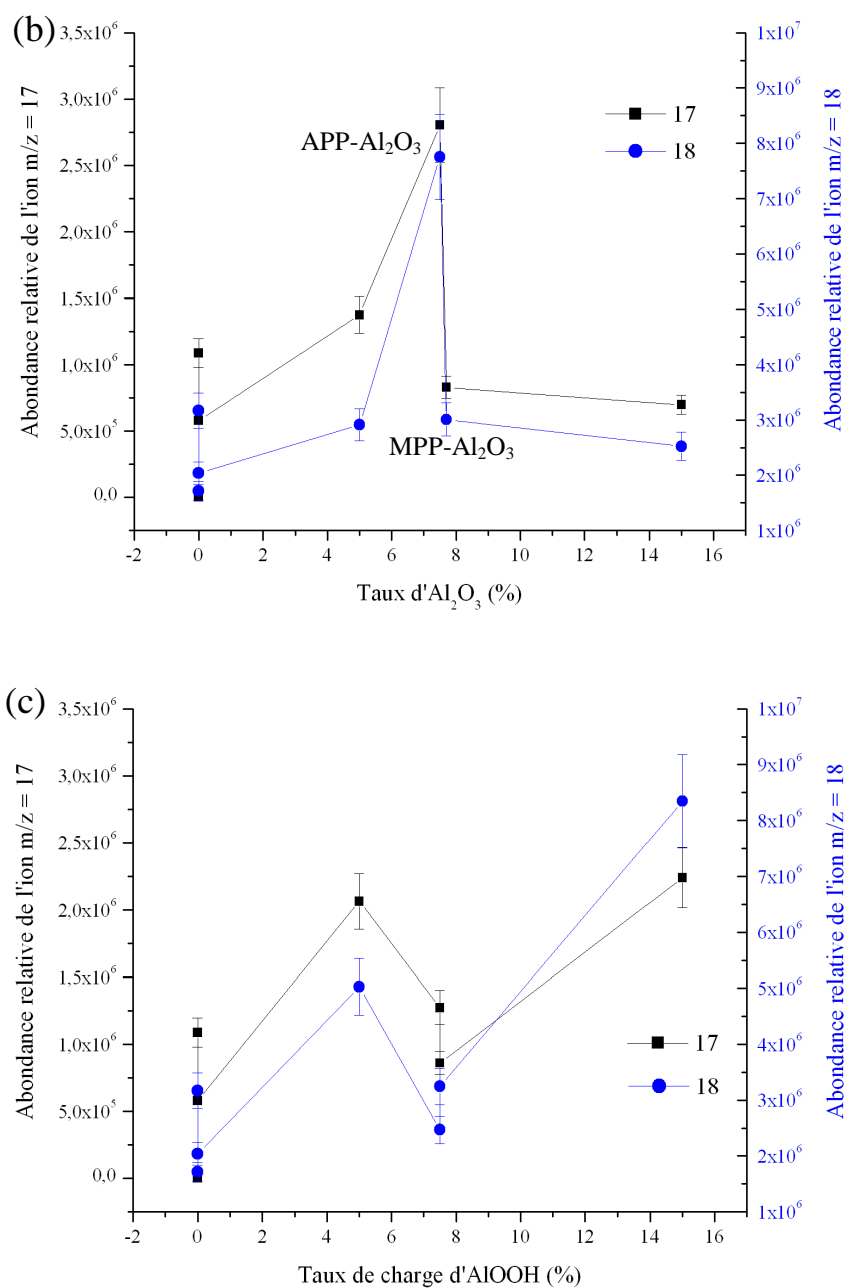 (b)
3,5x10⁶
3,0x10⁶
2,5x10⁶
2,0x10⁶
1,5x10⁶
1,0x10⁶
5,0x10⁵
0,0
Abondance relative de l'ion m/z = 17
1x10⁷
9x10⁶
8x10⁶
7x10⁶
6x10⁶
5x10⁶
4x10⁶
3x10⁶
2x10⁶
1x10⁶
Abondance relative de l'ion m/z = 18
17
18
APP-Al₂O₃
MPP-Al₂O₃
-2 0 2 4 6 8 10 12 14 16
Taux d'Al₂O₃ (%)
(c)
3,5x10⁶
3,0x10⁶
2,5x10⁶
2,0x10⁶
1,5x10⁶
1,0x10⁶
5,0x10⁵
0,0
Abondance relative de l'ion m/z = 17
1x10⁷
9x10⁶
8x10⁶
7x10⁶
6x10⁶
5x10⁶
4x10⁶
3x10⁶
2x10⁶
1x10⁶
Abondance relative de l'ion m/z = 18
17
18
-2 0 2 4 6 8 10 12 14 16
Taux de charge d'AlOOH (%)